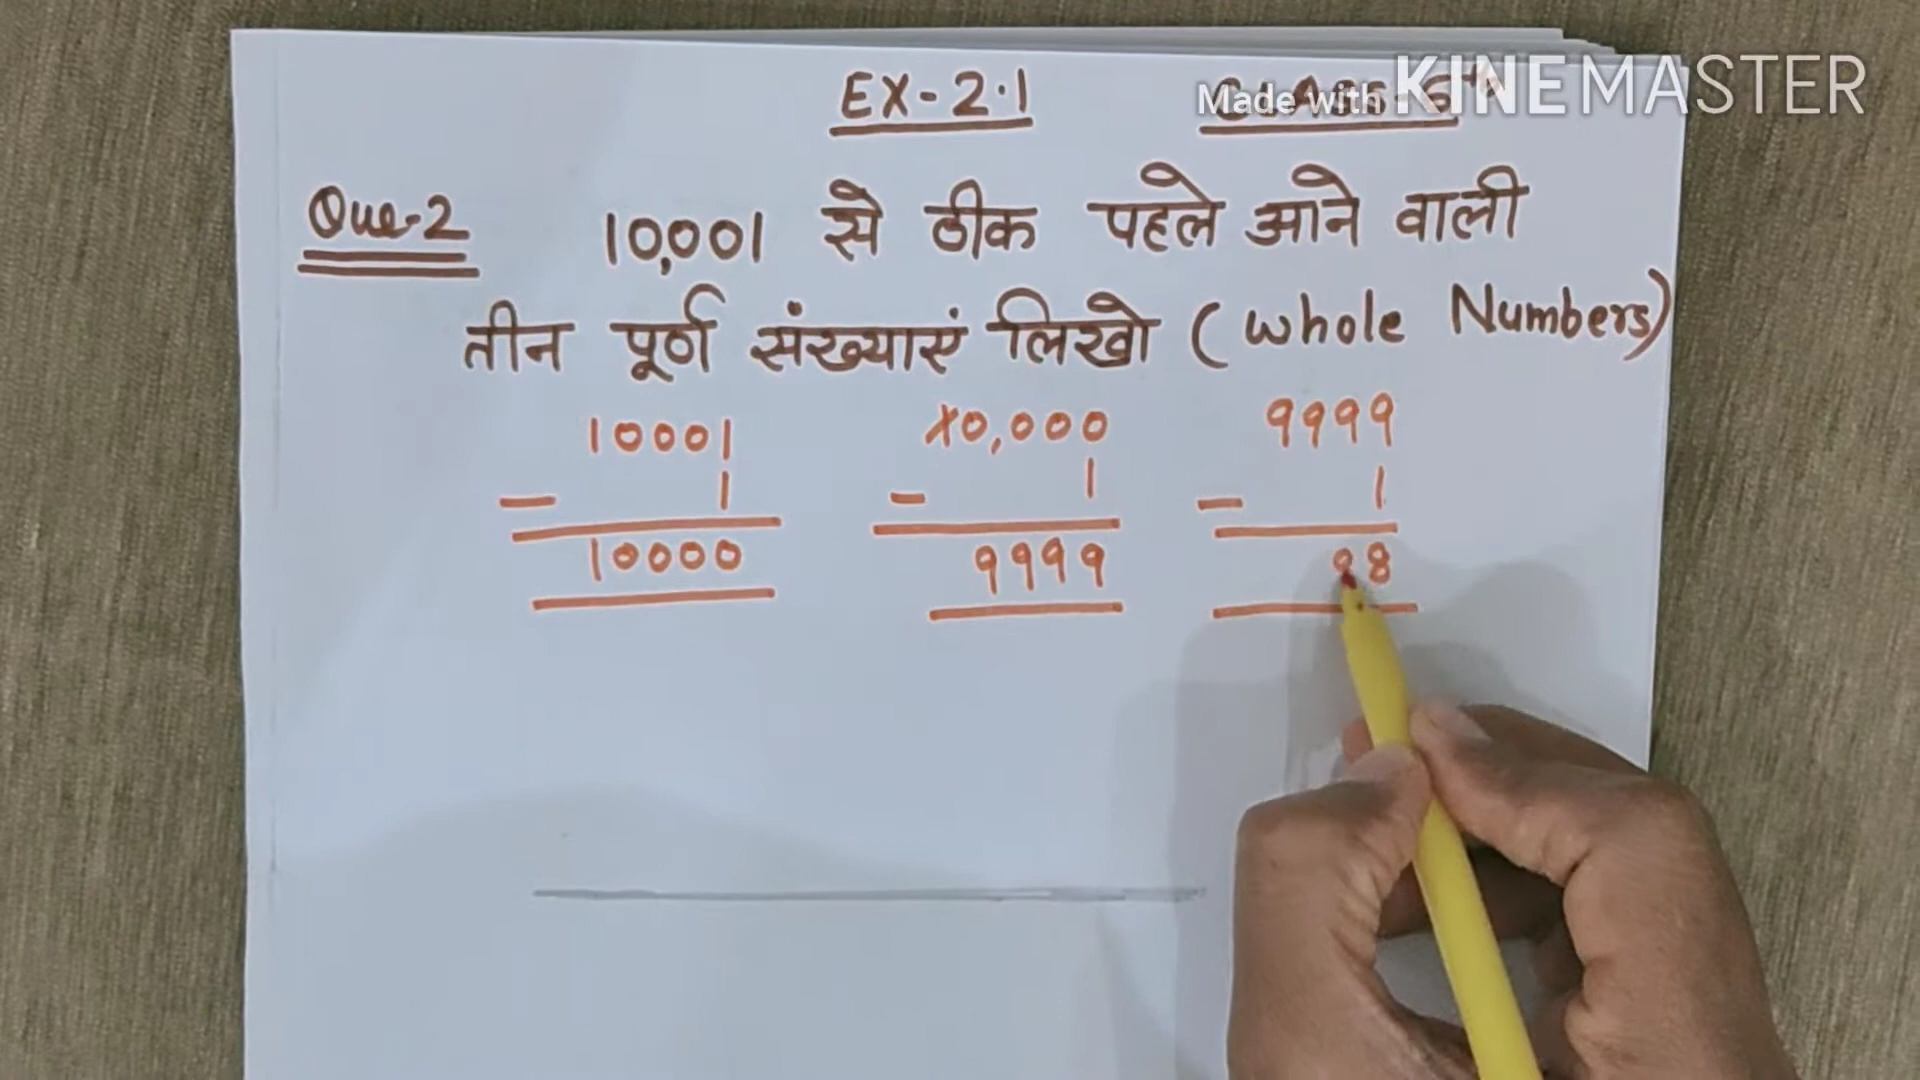 EX-2.1
Made with KINEMASTER
Que-2 10,001 से ठीक पहले आने वाली
तीन पूर्ण संख्याएं लिखो (Whole Numbers)
10001 10,000 9999
- 1 - 1 - 1
10000 9999 98